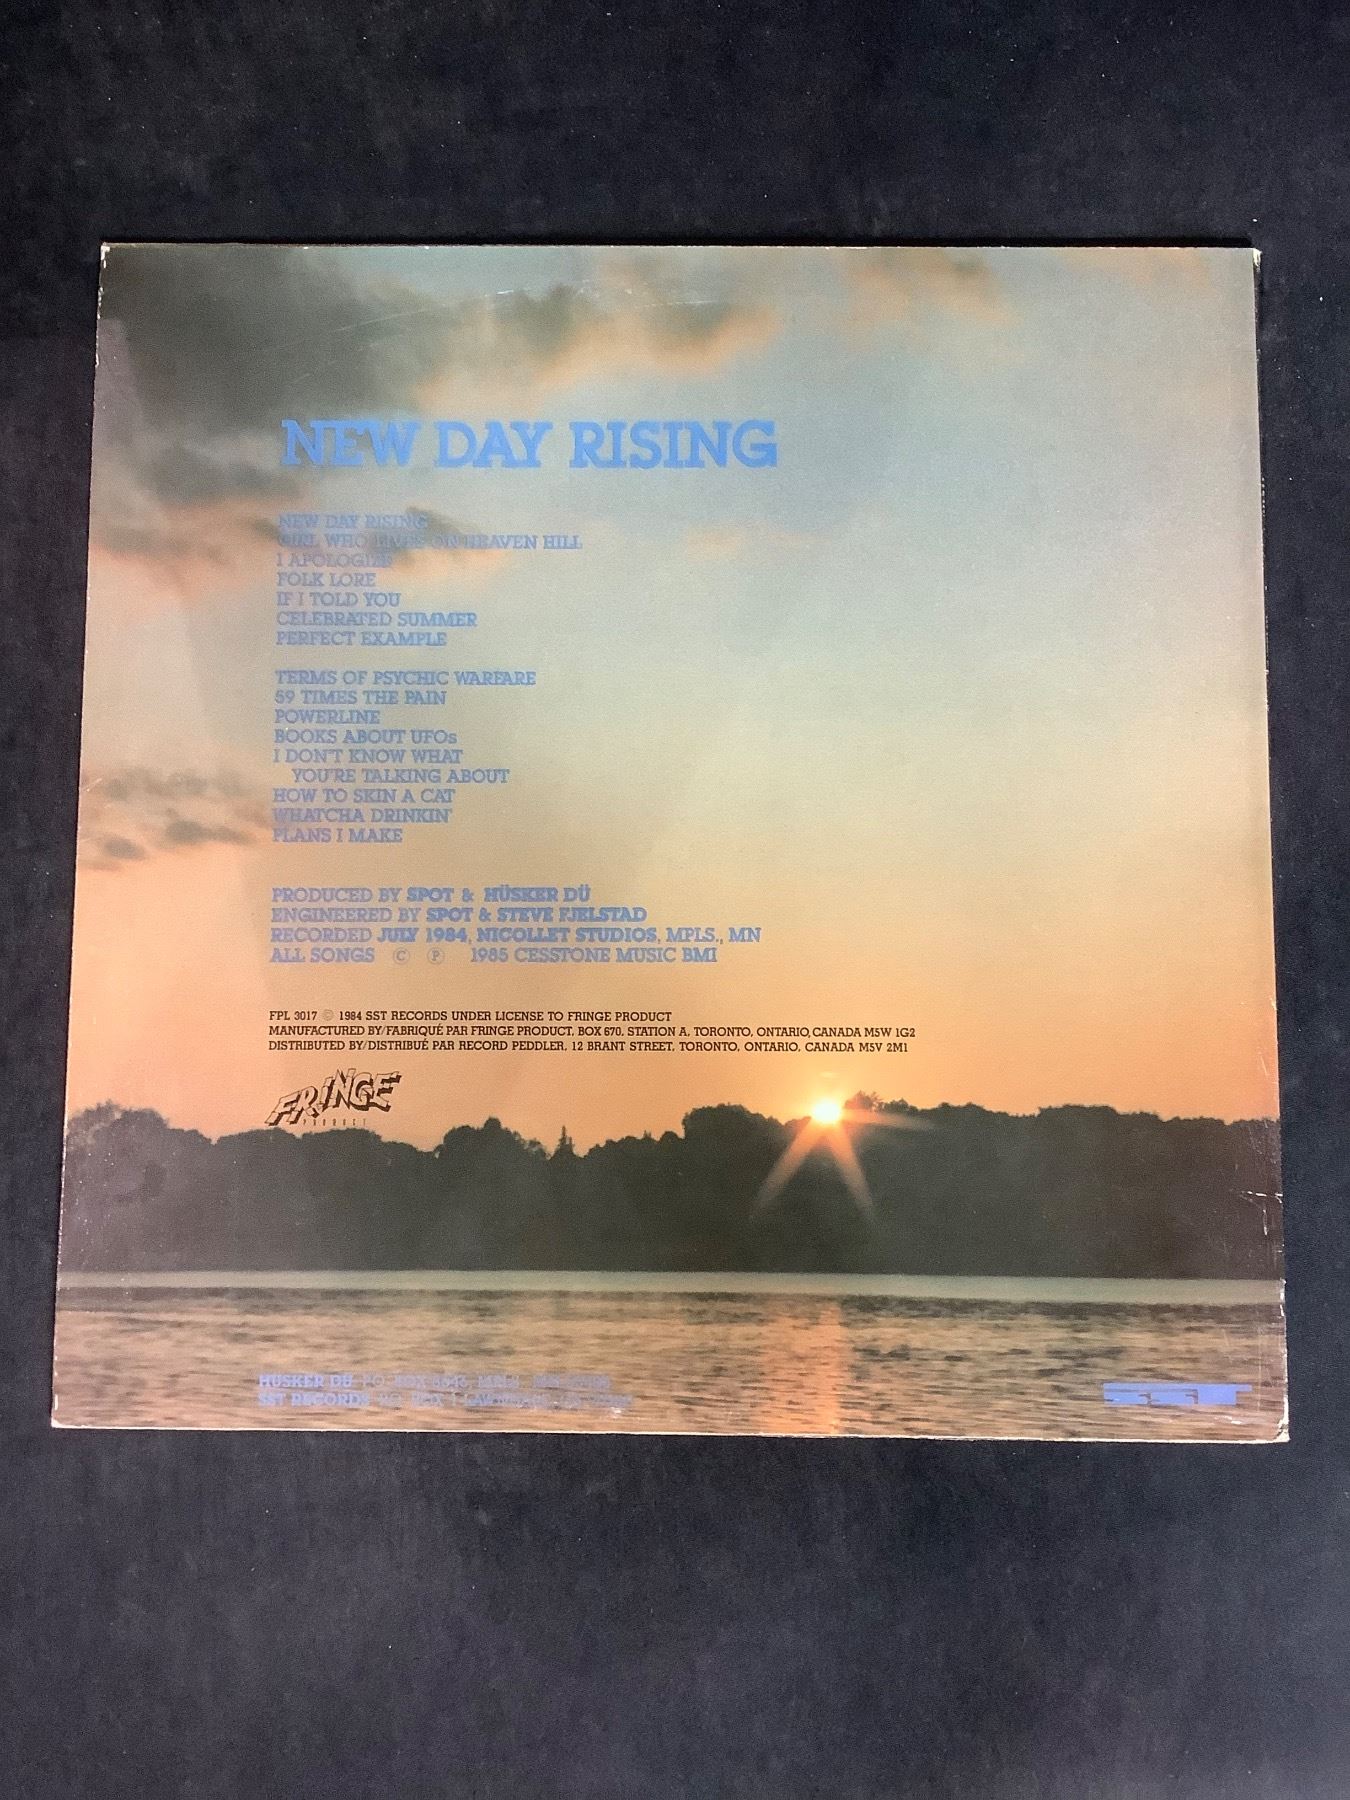 NEW DAY RISING
NEW DAY RISING
GIRL WHO LIVES ON HEAVEN HILL
I APOLOGIZE
FOLK LORE
IF I TOLD YOU
CELEBRATED SUMMER
PERFECT EXAMPLE
TERMS OF PSYCHIC WARFARE
59 TIMES THE PAIN
POWERLINE
BOOKS ABOUT UFOs
I DON'T KNOW WHAT
YOU'RE TALKING ABOUT
HOW TO SKIN A CAT
WHATCHA DRINKIN'
PLANS I MAKE
PRODUCED BY SPOT & HÜSKER DÜ
ENGINEERED BY SPOT & STEVE FJELSTAD
RECORDED JULY 1984, NICOLLET STUDIOS, MPLS., MN
ALL SONGS Ⓒ Ⓟ 1985 CESSTONE MUSIC BMI
FPL 3017 © 1984 SST RECORDS UNDER LICENSE TO FRINGE PRODUCT
MANUFACTURED BY/FABRIQUÉ PAR FRINGE PRODUCT, BOX 670, STATION A, TORONTO, ONTARIO, CANADA M5W 1G2
DISTRIBUTED BY/DISTRIBUÉ PAR RECORD PEDDLER, 12 BRANT STREET, TORONTO, ONTARIO, CANADA M5V 2M1
FRINGE
PRODUCT
HÜSKER DÜ P.O. BOX
SST RECORDS P.O. BOX 1 LAWNDALE, CA
SST